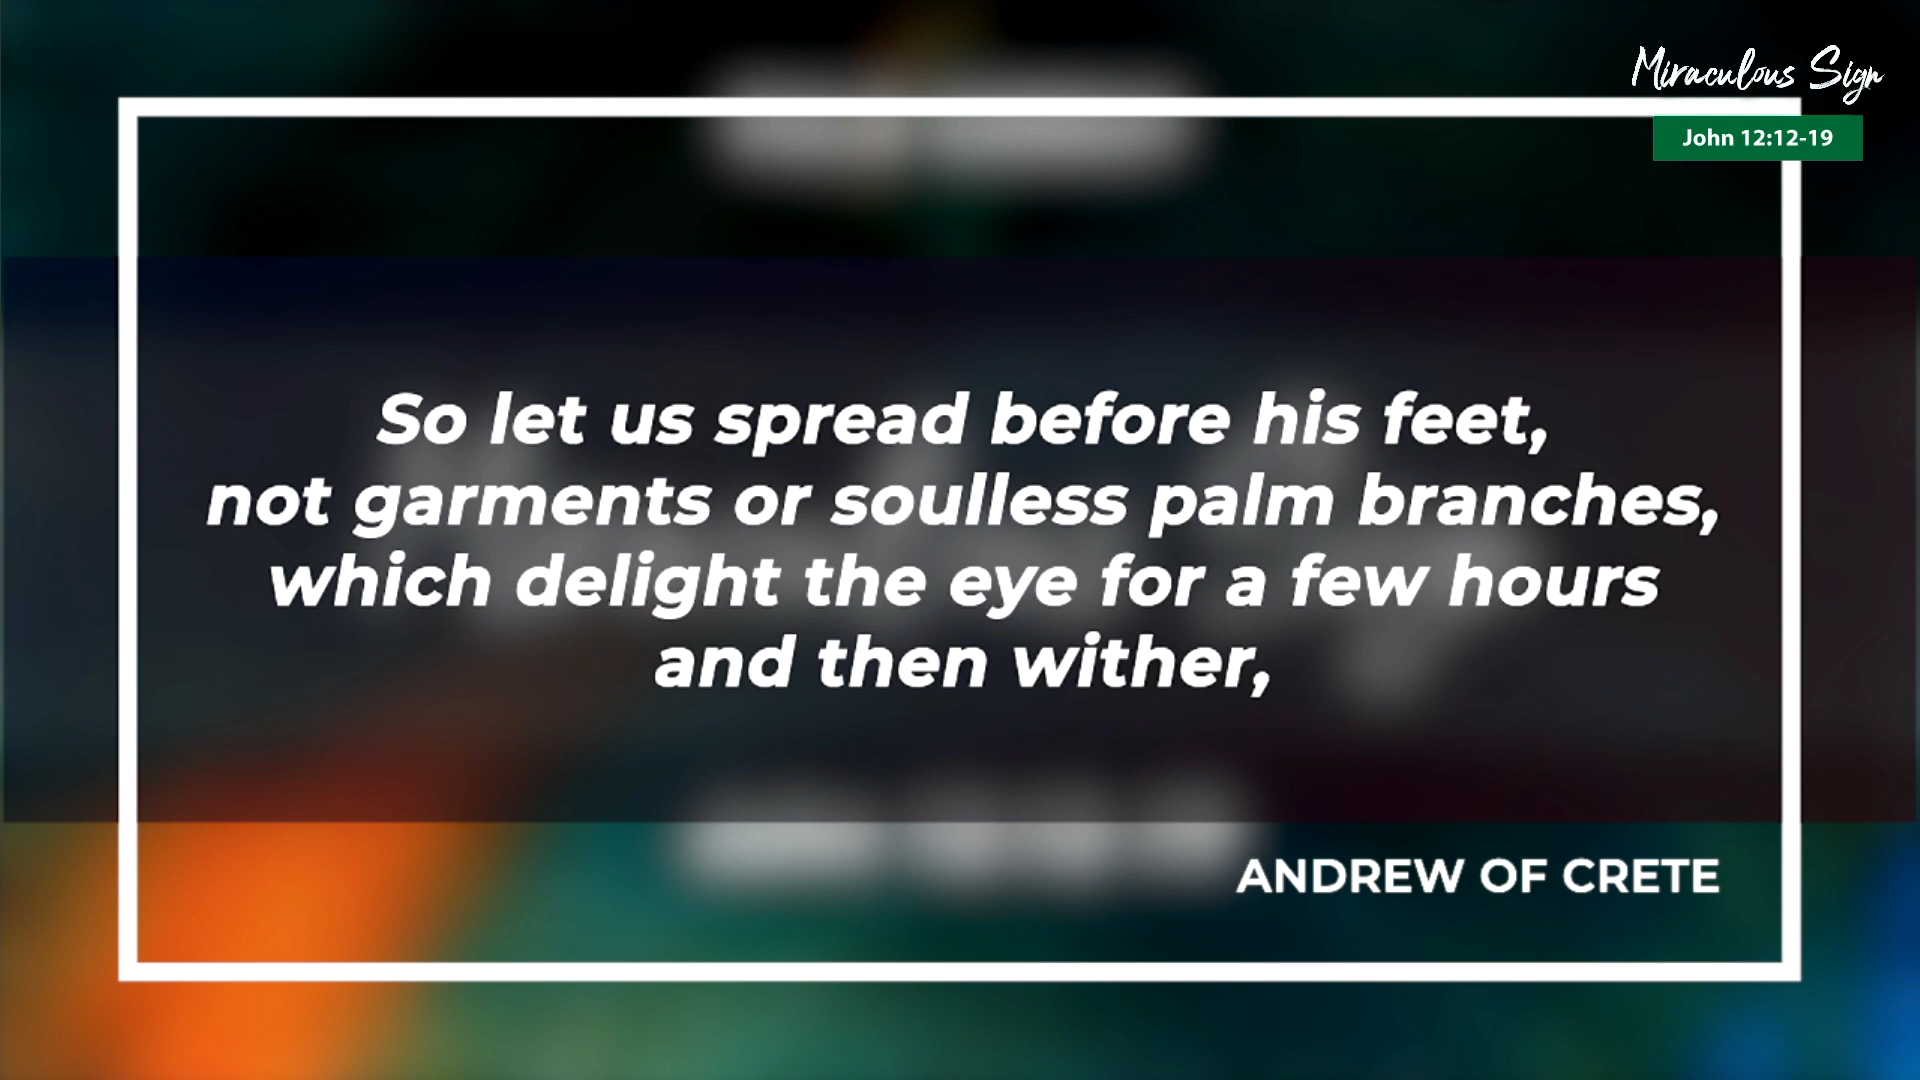 Miraculous Sign
John 12:12-19
So let us spread before his feet,
not garments or soulless palm branches,
which delight the eye for a few hours
and then wither,
ANDREW OF CRETE